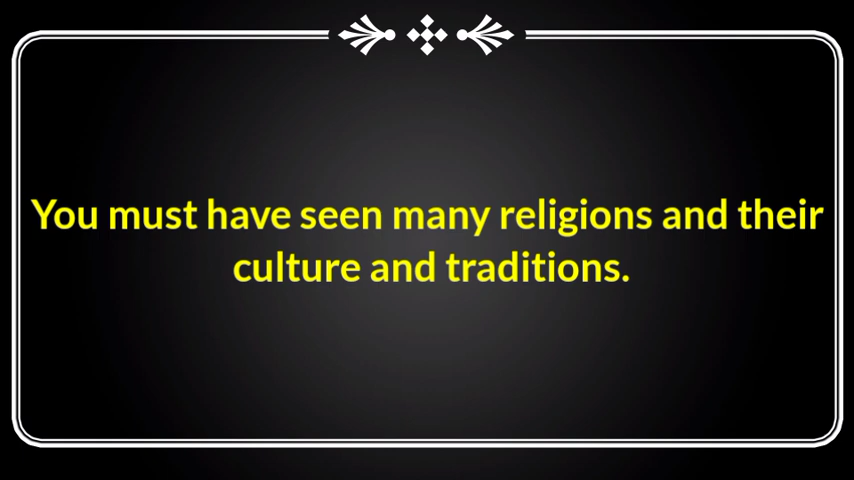 You must have seen many religions and their
culture and traditions.